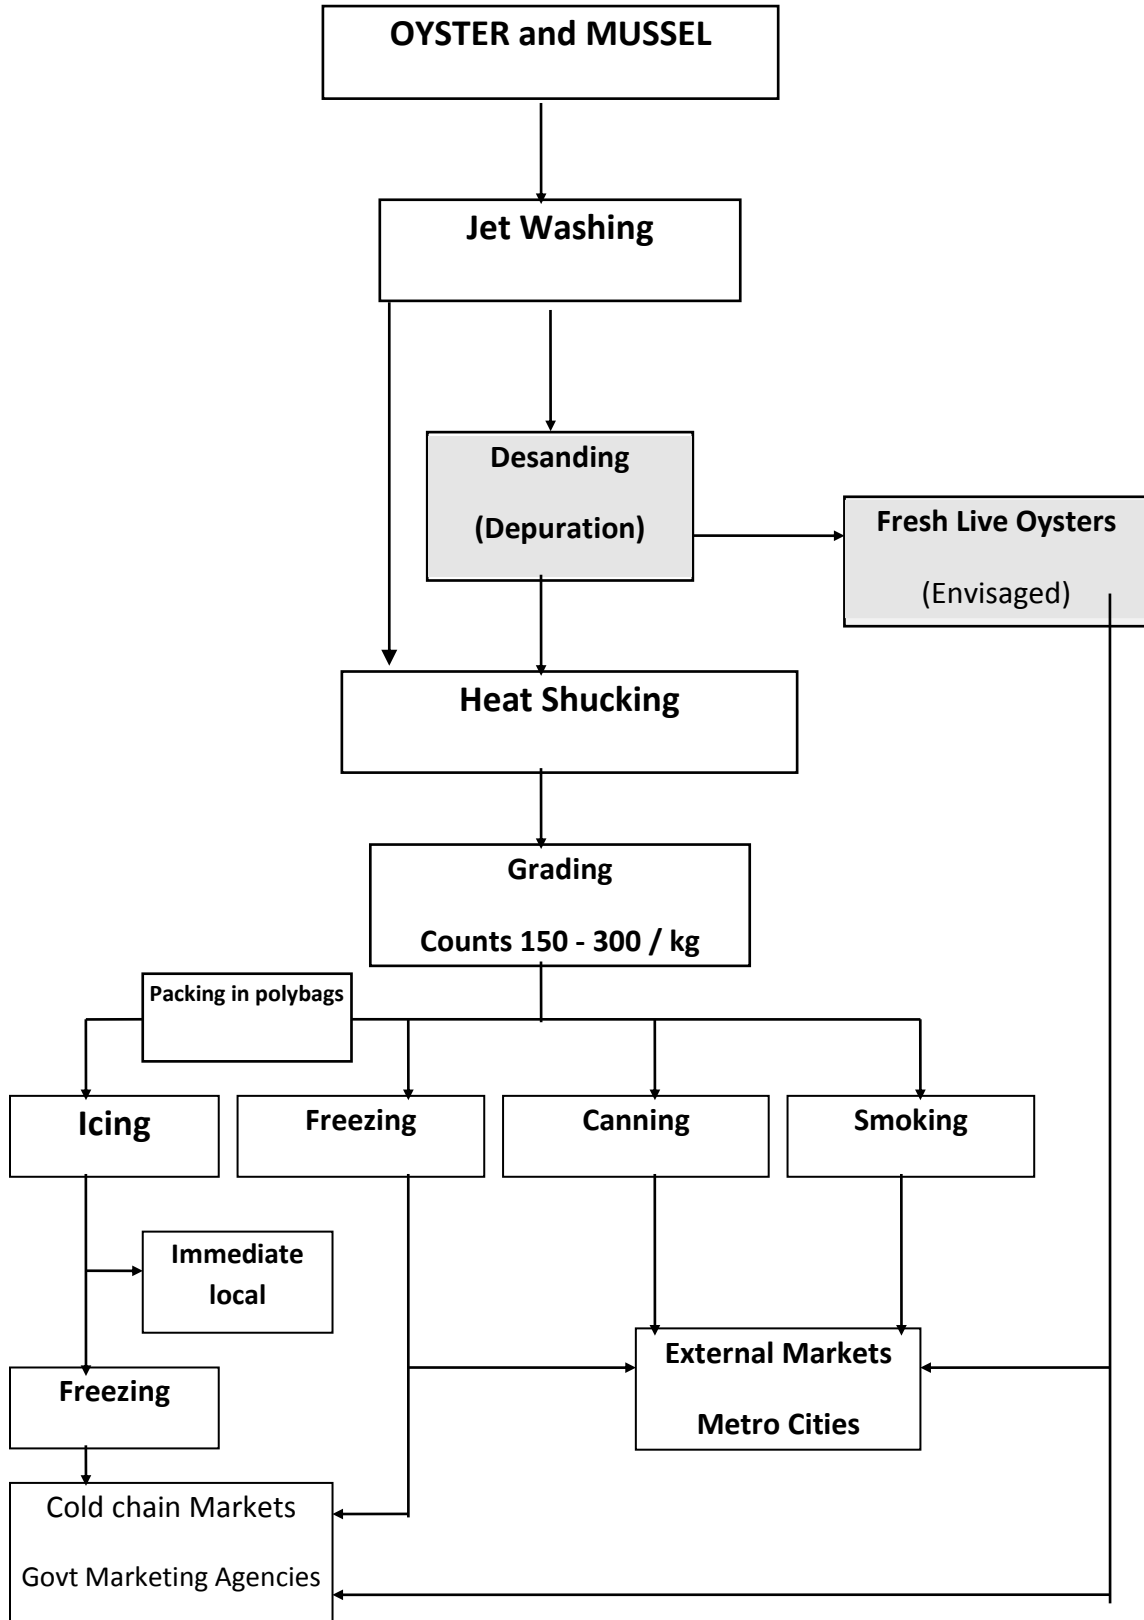 OYSTER and MUSSEL
Jet Washing
Desanding
(Depuration)
Fresh Live Oysters
(Envisaged)
Heat Shucking
Grading
Counts 150 - 300 / kg
Packing in polybags
Icing
Freezing
Canning
Smoking
Immediate
local
External Markets
Metro Cities
Freezing
Cold chain Markets
Govt Marketing Agencies